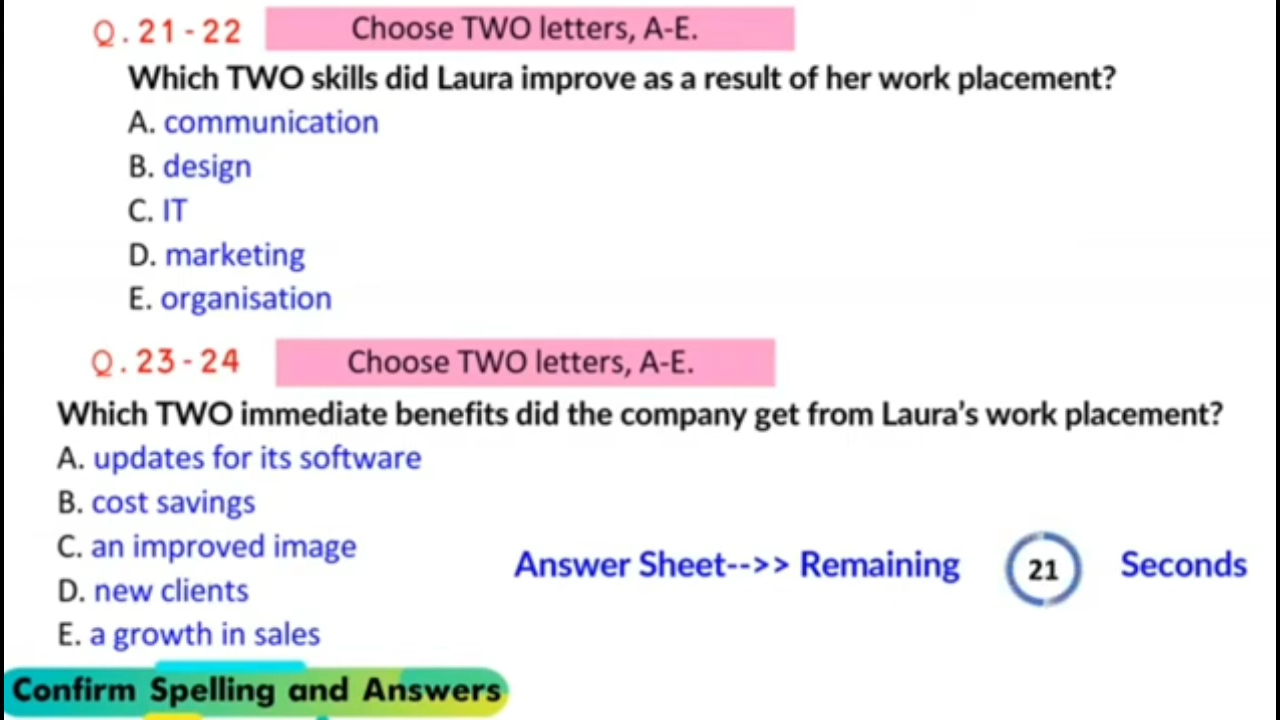 Q.21-22 Choose TWO letters, A-E.
Which TWO skills did Laura improve as a result of her work placement?
A. communication
B. design
C. IT
D. marketing
E. organisation
Q.23-24 Choose TWO letters, A-E.
Which TWO immediate benefits did the company get from Laura’s work placement?
A. updates for its software
B. cost savings
C. an improved image
D. new clients
E. a growth in sales
Answer Sheet-->> Remaining 21 Seconds
Confirm Spelling and Answers